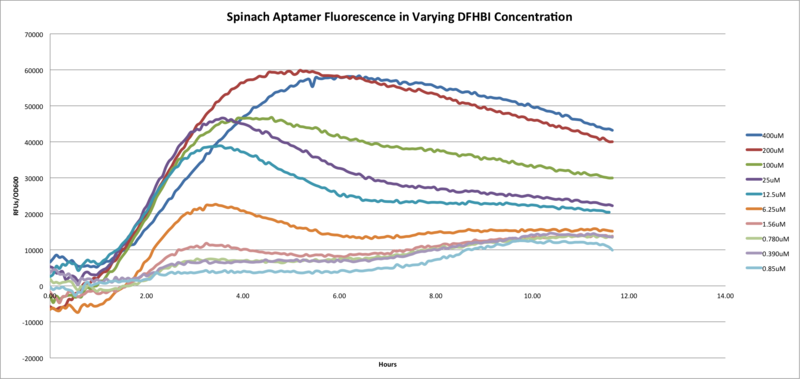 Spinach Aptamer Fluorescence in Varying DFHBI Concentration
70000
60000
50000
40000
30000
20000
10000
0
-10000
-20000
RFUs/OD600
0.00 2.00 4.00 6.00 8.00 10.00 12.00 14.00
Hours
400uM
200uM
100uM
25uM
12.5uM
6.25uM
1.56uM
0.780uM
0.390uM
0.85uM